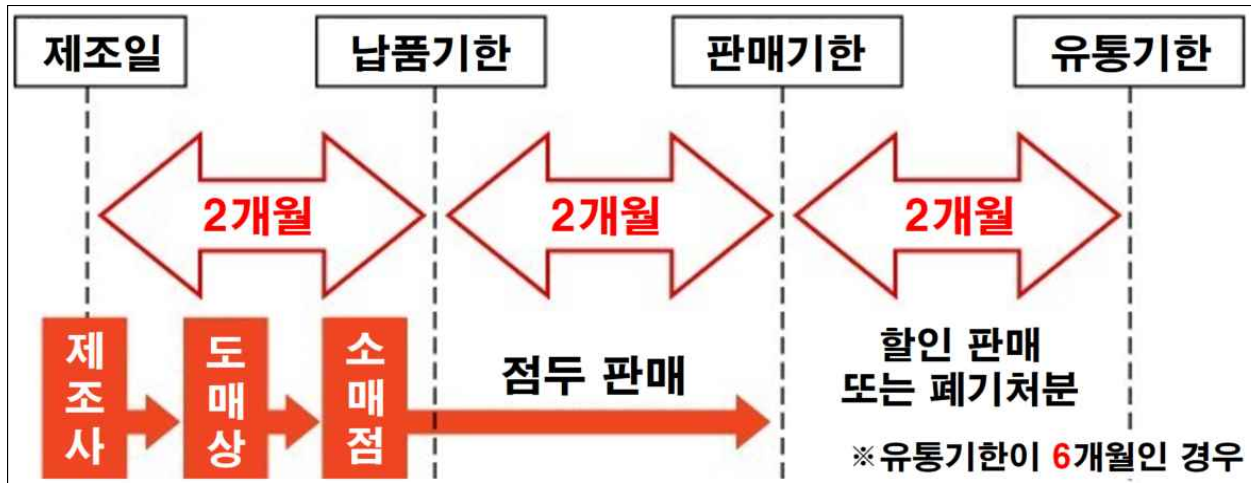 제조일
납품기한
판매기한
유통기한
2개월
2개월
2개월
제조사
도매상
소매점
점두 판매
할인 판매
또는 폐기처분
※유통기한이 6개월인 경우